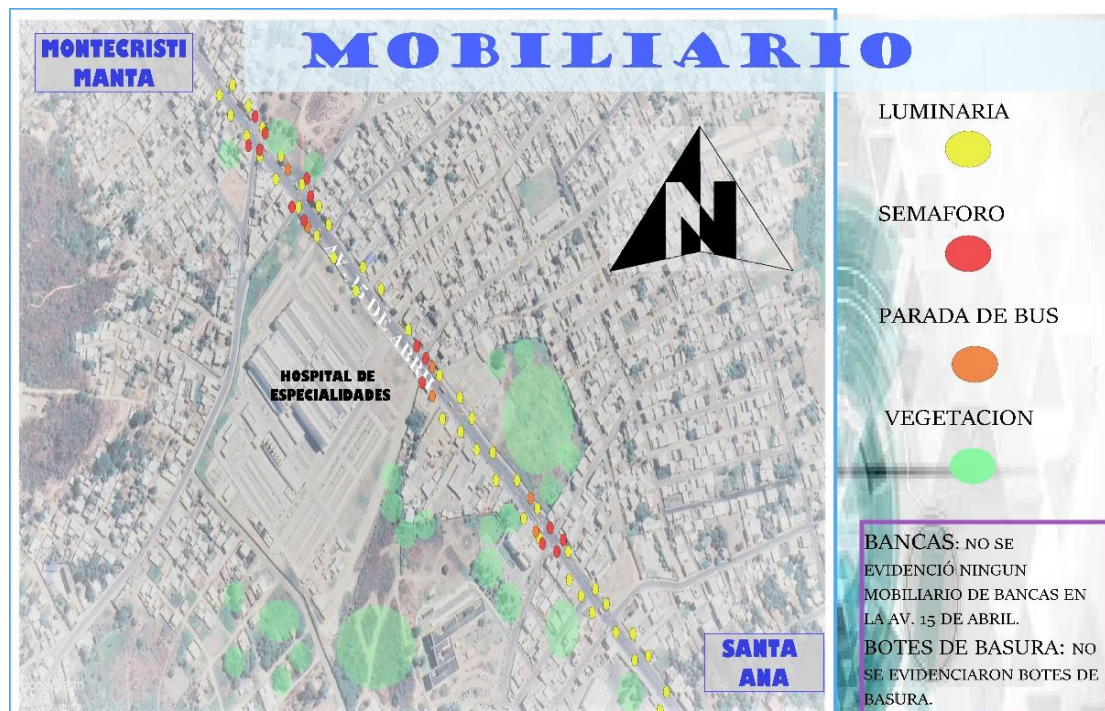 MOBILIARIO
MONTECRISTI
MANTA
N
AV. 15 DE ABRIL
HOSPITAL DE
ESPECIALIDADES
SANTA
ANA
LUMINARIA
SEMAFORO
PARADA DE BUS
VEGETACION
BANCAS: NO SE
EVIDENCIÓ NINGUN
MOBILIARIO DE BANCAS EN
LA AV. 15 DE ABRIL.
BOTES DE BASURA: NO
SE EVIDENCIARON BOTES DE
BASURA.